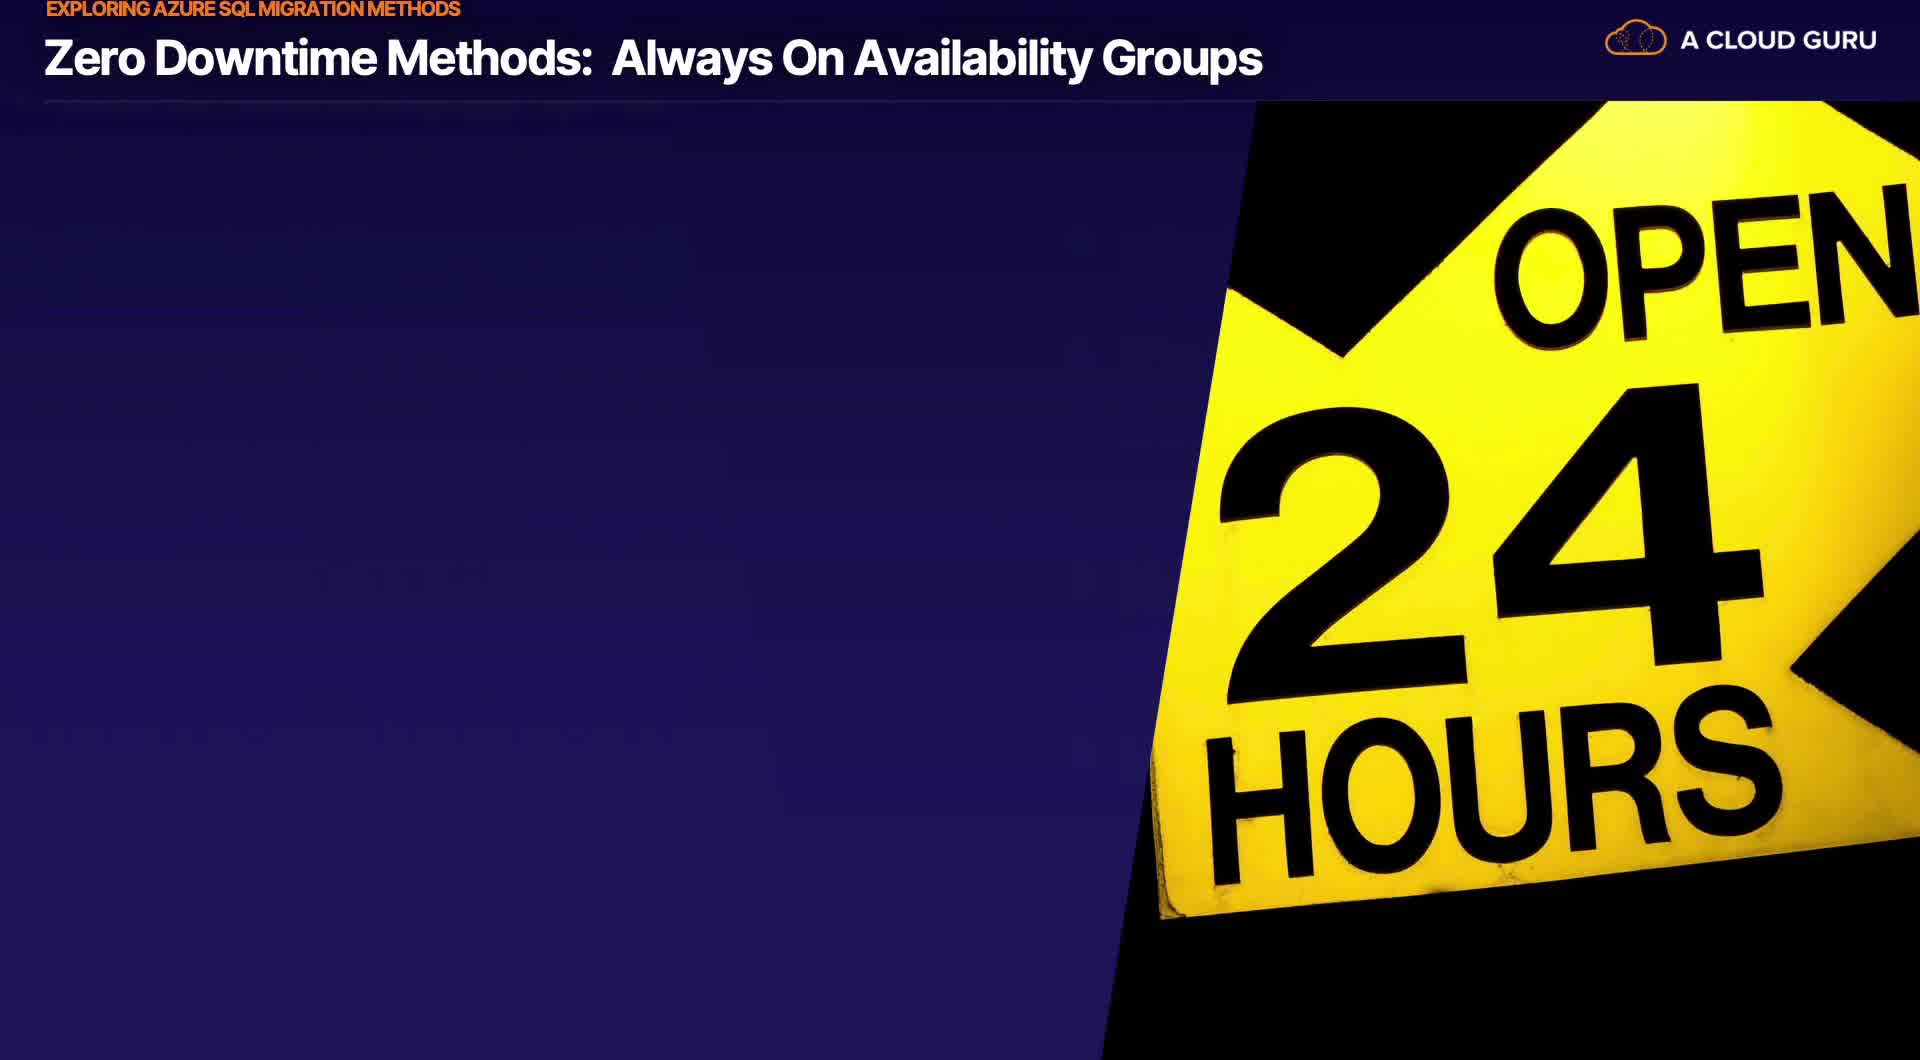 EXPLORING AZURE SQL MIGRATION METHODS
Zero Downtime Methods: Always On Availability Groups
A CLOUD GURU
OPEN
24
HOURS